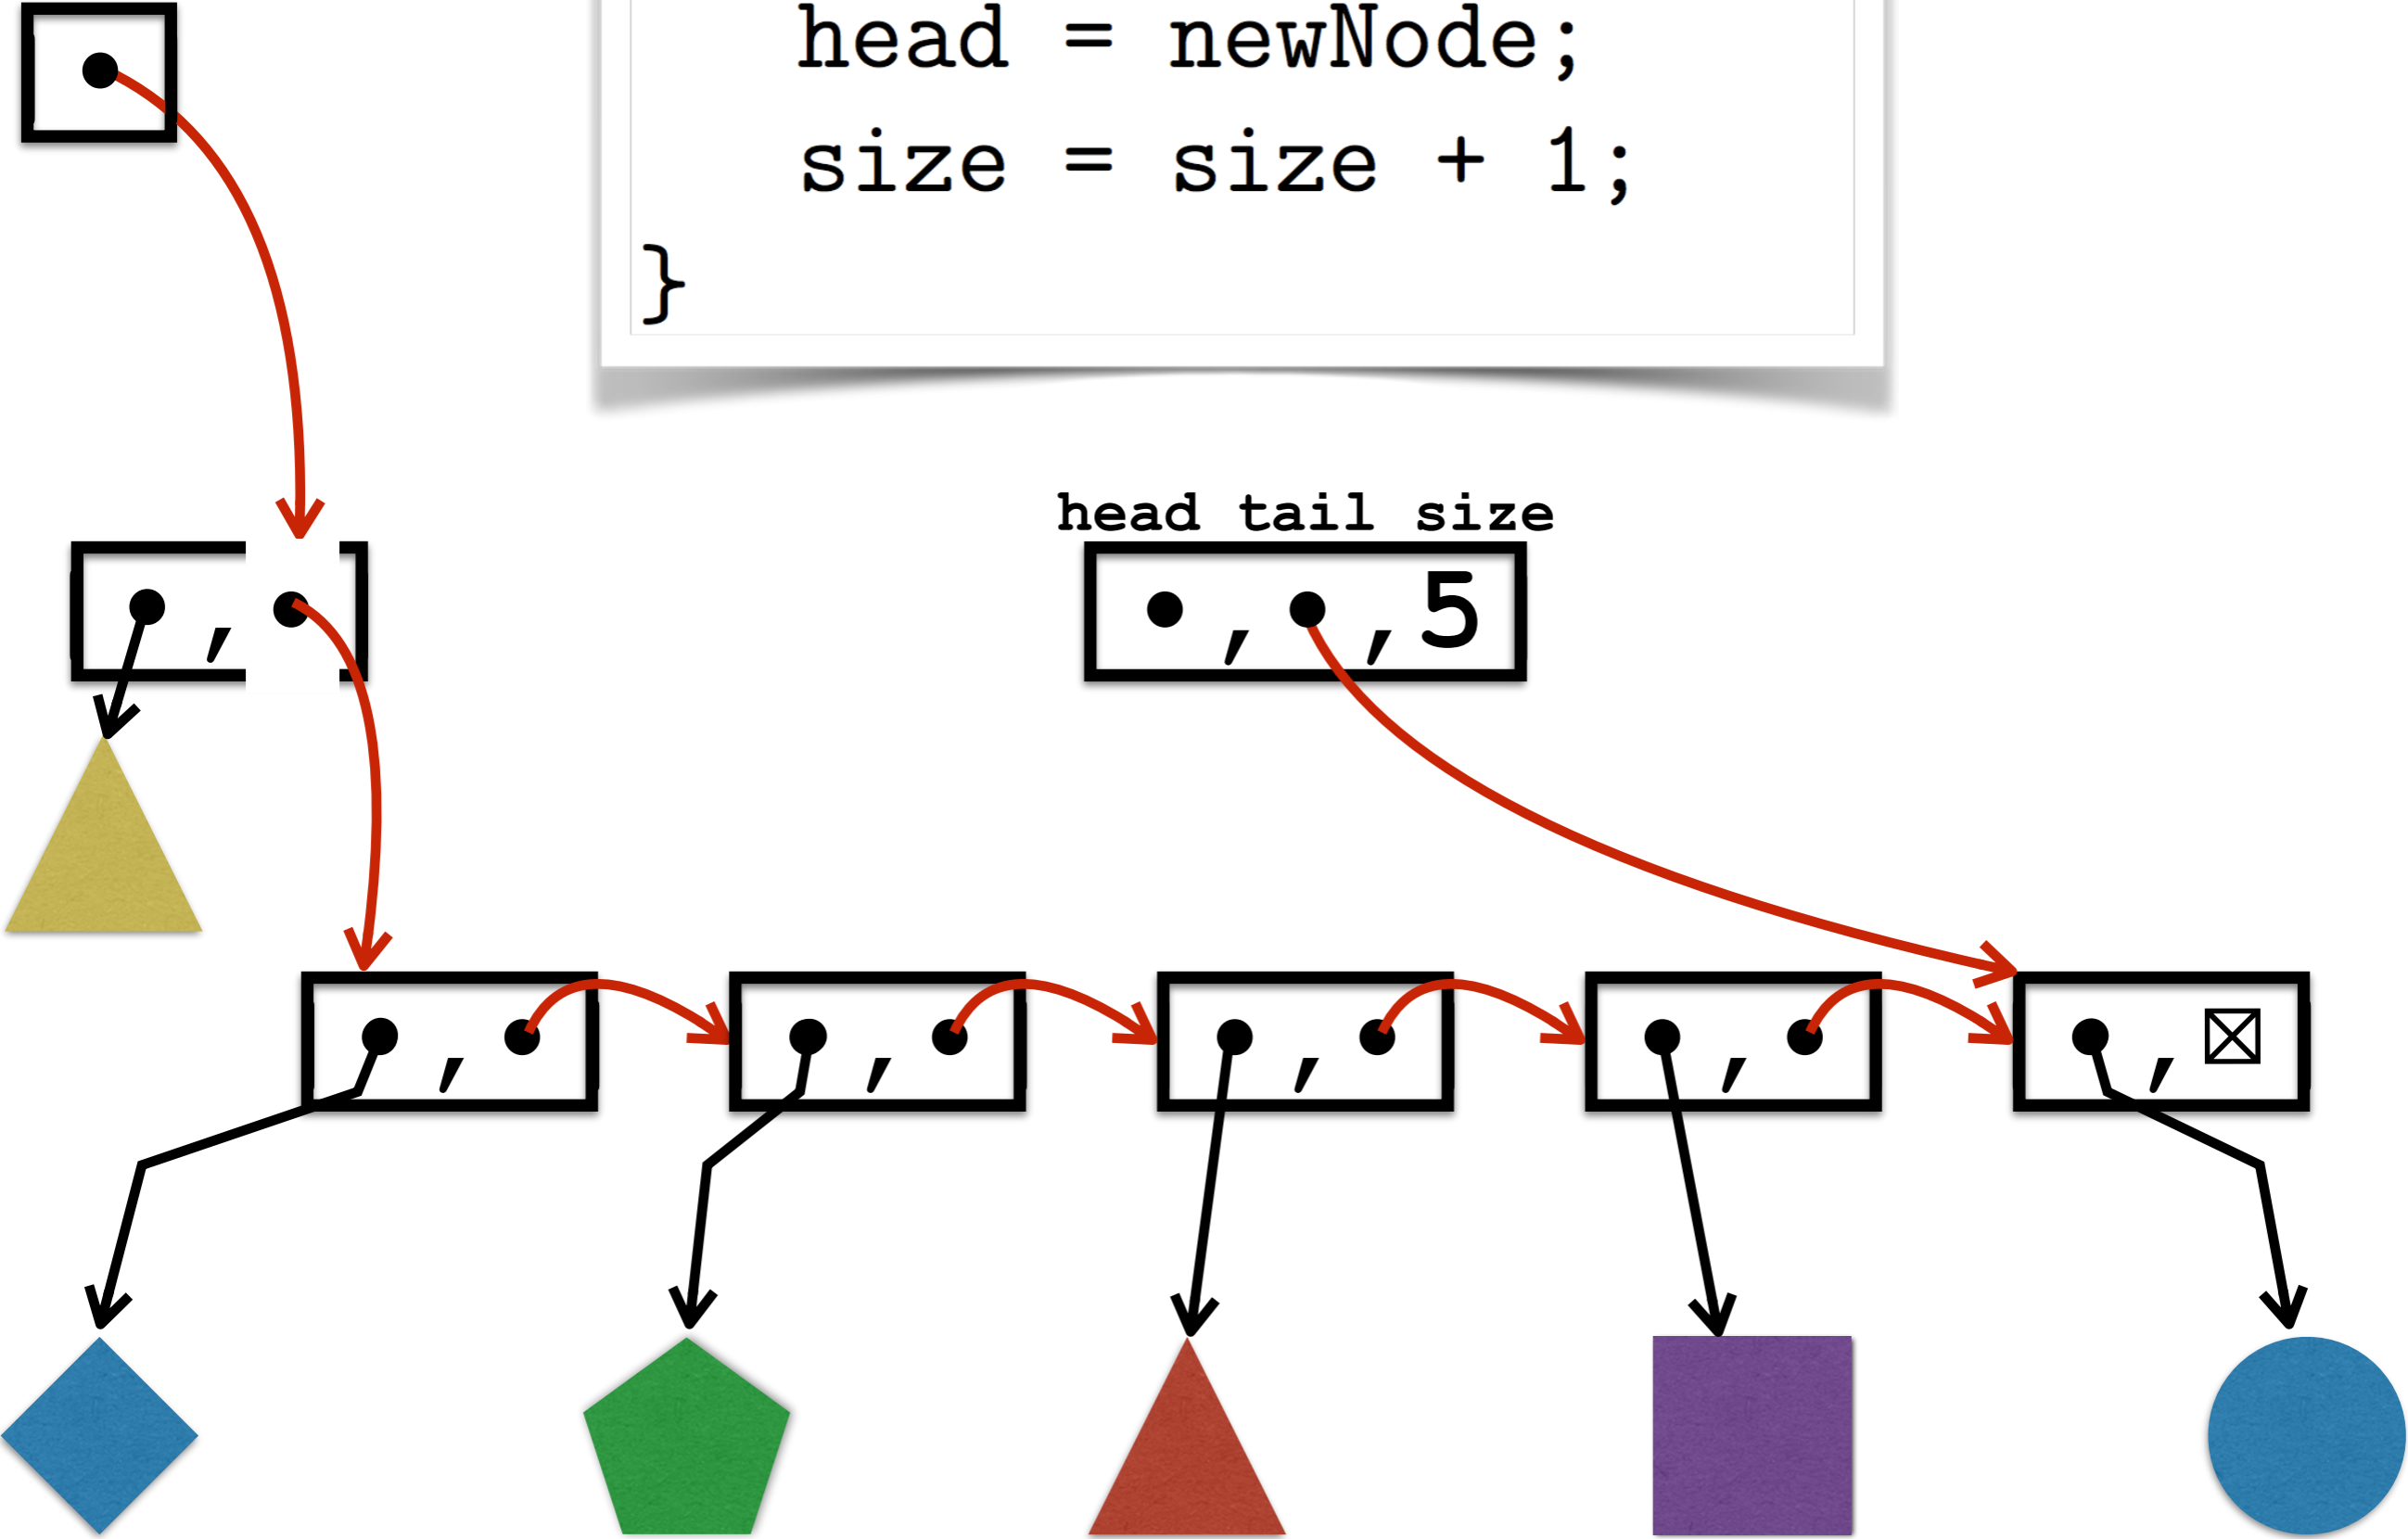 head = newNode;
size = size + 1;
}
head tail size
, , ,5
, , , , ,